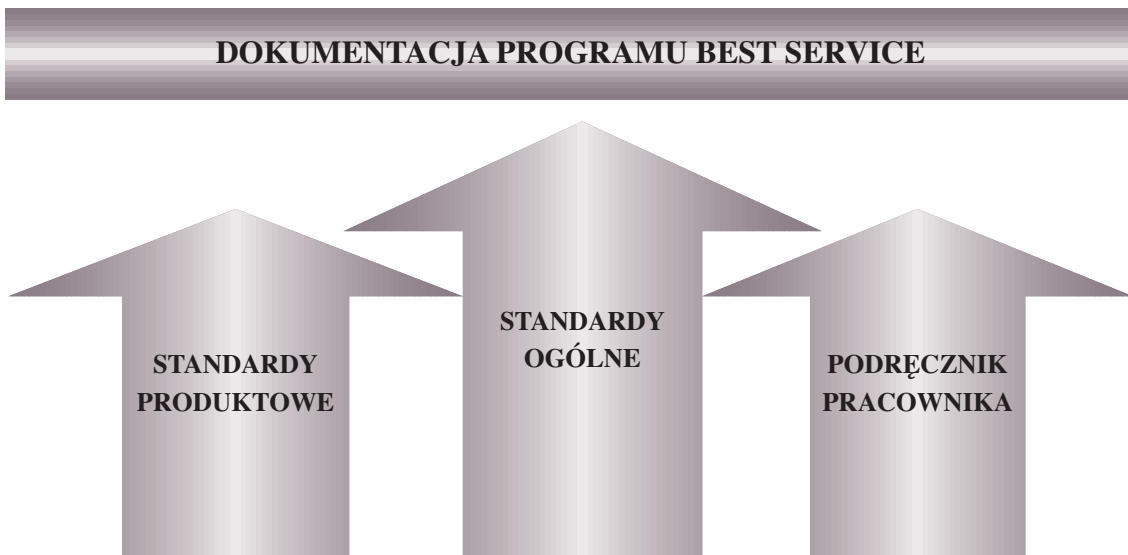 DOKUMENTACJA PROGRAMU BEST SERVICE
STANDARDY
PRODUKTOWE
STANDARDY
OGÓLNE
PODRĘCZNIK
PRACOWNIKA